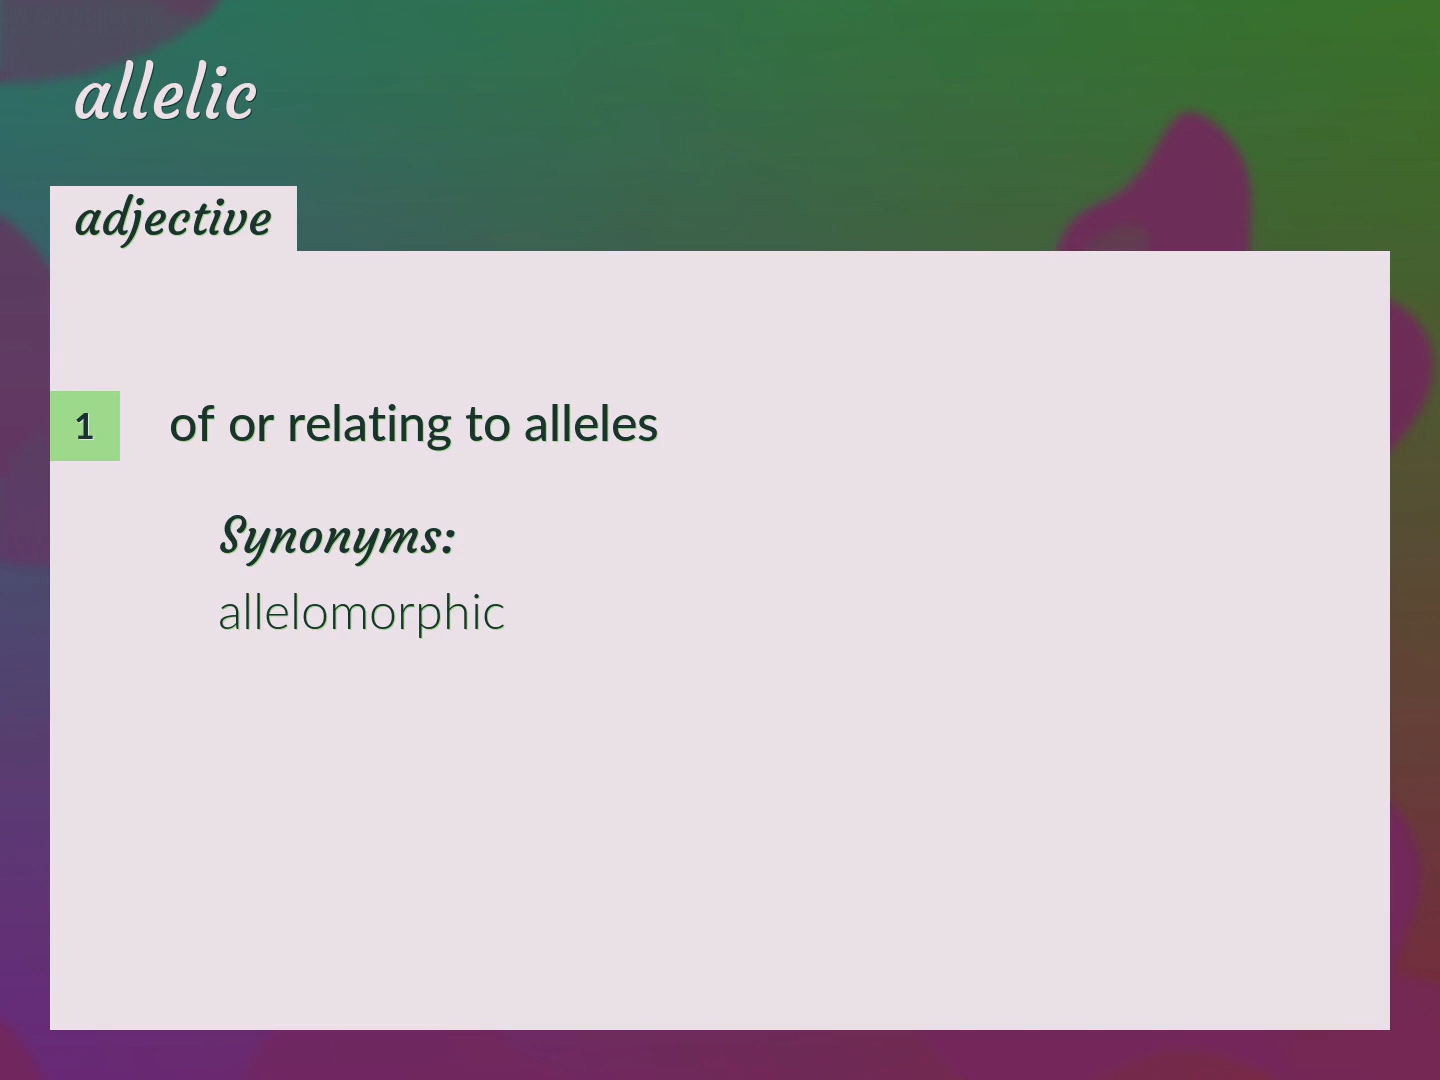 allelic
adjective
1 of or relating to alleles
Synonyms:
allelomorphic